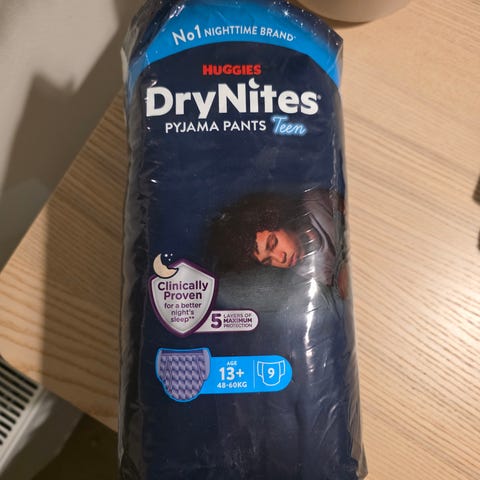 No1 NIGHTTIME BRAND*
HUGGIES
DryNites®
PYJAMA PANTS Teen
Clinically
Proven
for a better
night's
sleep**
5 LAYERS OF
MAXIMUM
PROTECTION
AGE
13+
48-60KG
9